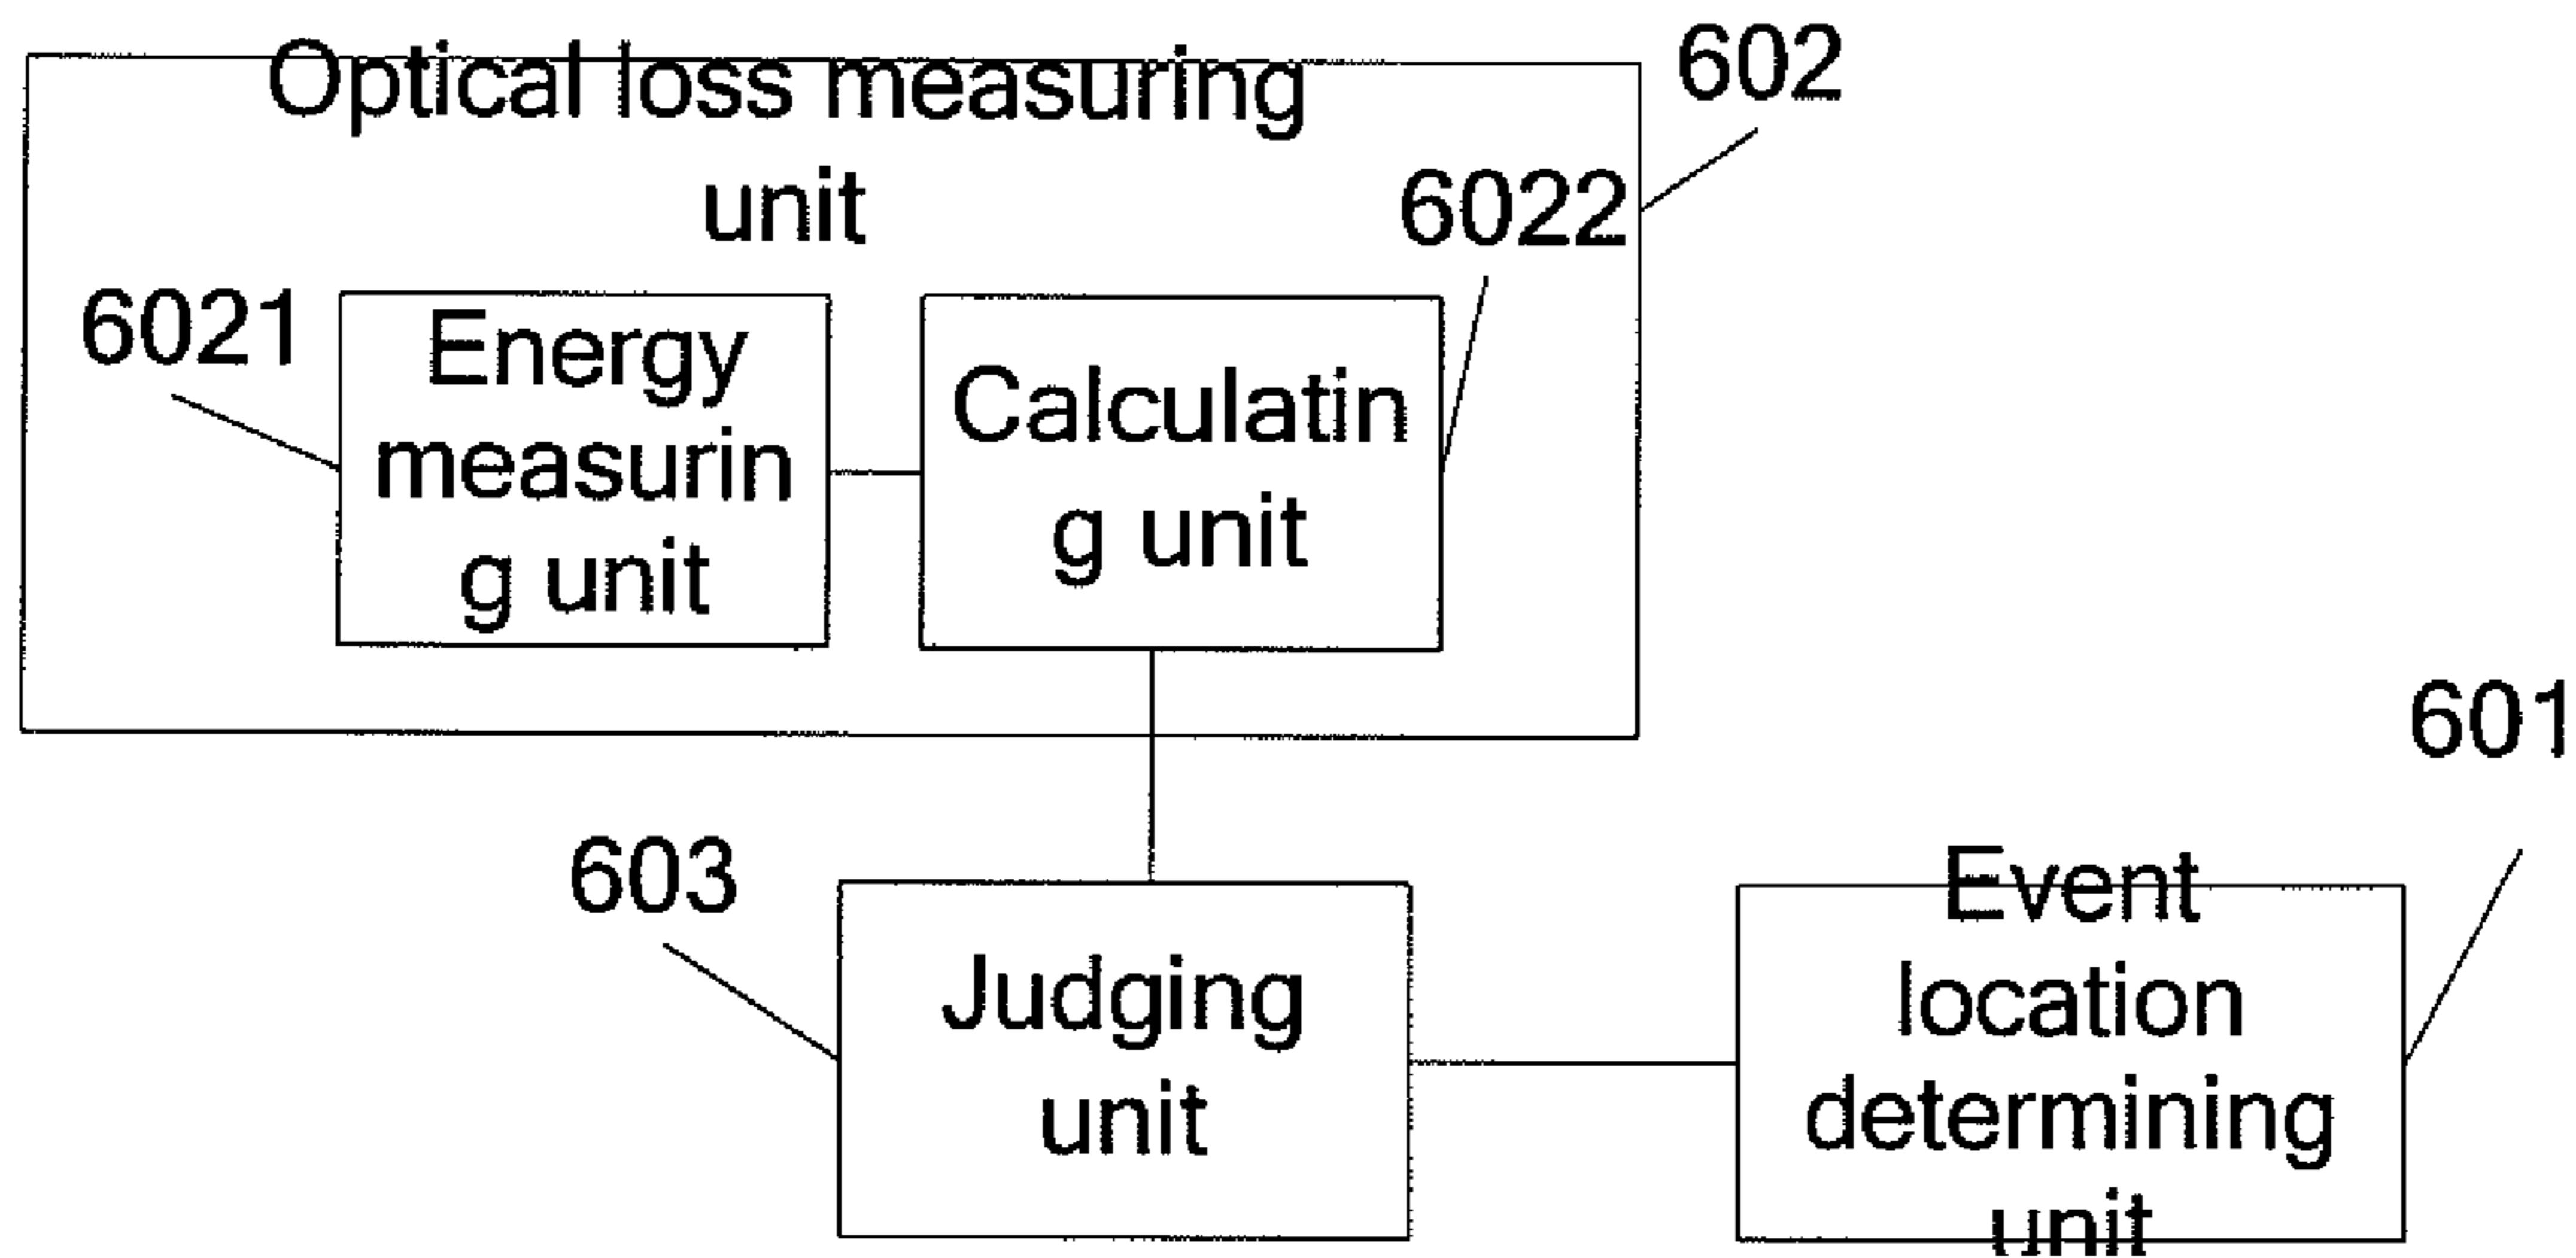 Optical loss measuring
unit
602
6022
6021
Energy
measurin
g unit
Calculatin
g unit
601
603
Judging
unit
Event
location
determining
unit